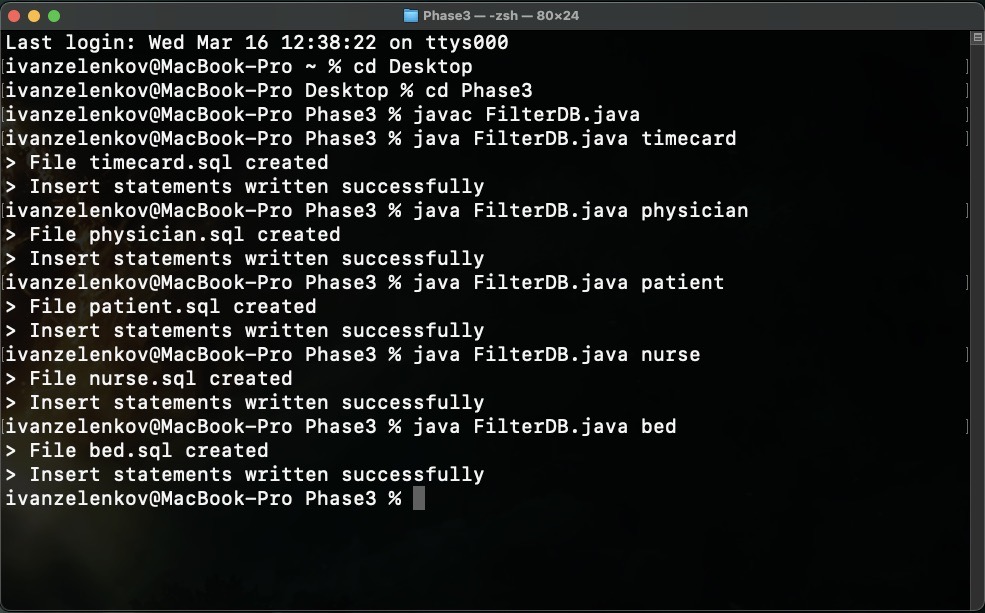 Phase3 — -zsh — 80×24
Last login: Wed Mar 16 12:38:22 on ttys000
[ivanzelenkov@MacBook-Pro ~ % cd Desktop ]
[ivanzelenkov@MacBook-Pro Desktop % cd Phase3 ]
[ivanzelenkov@MacBook-Pro Phase3 % javac FilterDB.java ]
[ivanzelenkov@MacBook-Pro Phase3 % java FilterDB.java timecard ]
> File timecard.sql created
> Insert statements written successfully
[ivanzelenkov@MacBook-Pro Phase3 % java FilterDB.java physician ]
> File physician.sql created
> Insert statements written successfully
[ivanzelenkov@MacBook-Pro Phase3 % java FilterDB.java patient ]
> File patient.sql created
> Insert statements written successfully
[ivanzelenkov@MacBook-Pro Phase3 % java FilterDB.java nurse ]
> File nurse.sql created
> Insert statements written successfully
[ivanzelenkov@MacBook-Pro Phase3 % java FilterDB.java bed ]
> File bed.sql created
> Insert statements written successfully
ivanzelenkov@MacBook-Pro Phase3 %